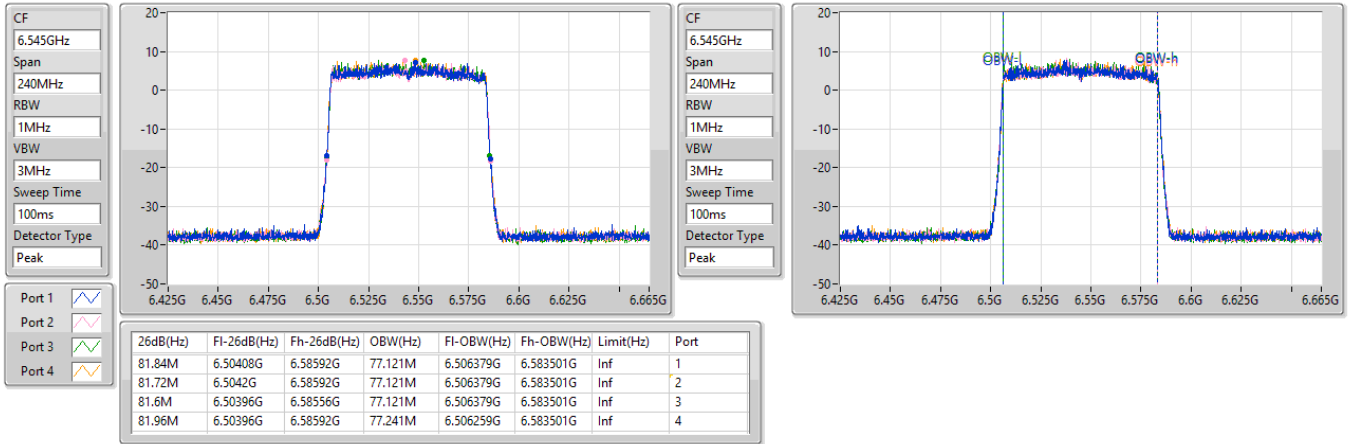 CF
6.545GHz
Span
240MHz
RBW
1MHz
VBW
3MHz
Sweep Time
100ms
Detector Type
Peak
20
10
0
-10
-20
-30
-40
-50
6.425G 6.45G 6.475G 6.5G 6.525G 6.55G 6.575G 6.6G 6.625G 6.665G
CF
6.545GHz
Span
240MHz
RBW
1MHz
VBW
3MHz
Sweep Time
100ms
Detector Type
Peak
20
10
0
-10
-20
-30
-40
-50
OBW-l OBW-h
6.425G 6.45G 6.475G 6.5G 6.525G 6.55G 6.575G 6.6G 6.625G 6.665G
Port 1
Port 2
Port 3
Port 4
26dB(Hz) Fl-26dB(Hz) Fh-26dB(Hz) OBW(Hz) Fl-OBW(Hz) Fh-OBW(Hz) Limit(Hz) Port
81.84M 6.50408G 6.58592G 77.121M 6.506379G 6.583501G Inf 1
81.72M 6.5042G 6.58592G 77.121M 6.506379G 6.583501G Inf 2
81.6M 6.50396G 6.58556G 77.121M 6.506379G 6.583501G Inf 3
81.96M 6.50396G 6.58592G 77.241M 6.506259G 6.583501G Inf 4